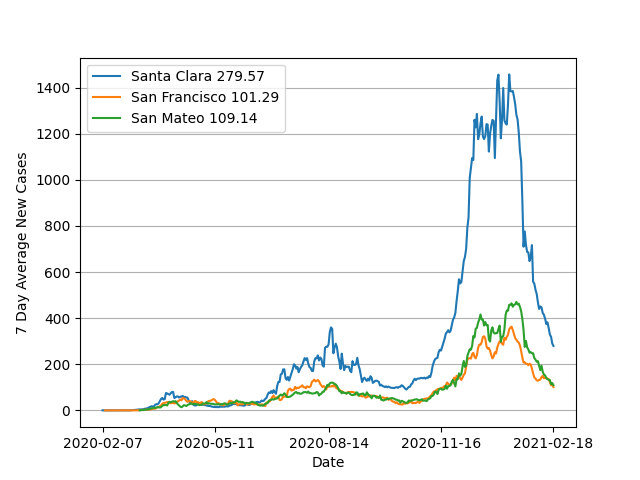 Santa Clara 279.57
San Francisco 101.29
San Mateo 109.14
1400
1200
1000
800
600
400
200
0
7 Day Average New Cases
2020-02-07 2020-05-11 2020-08-14 2020-11-16 2021-02-18
Date